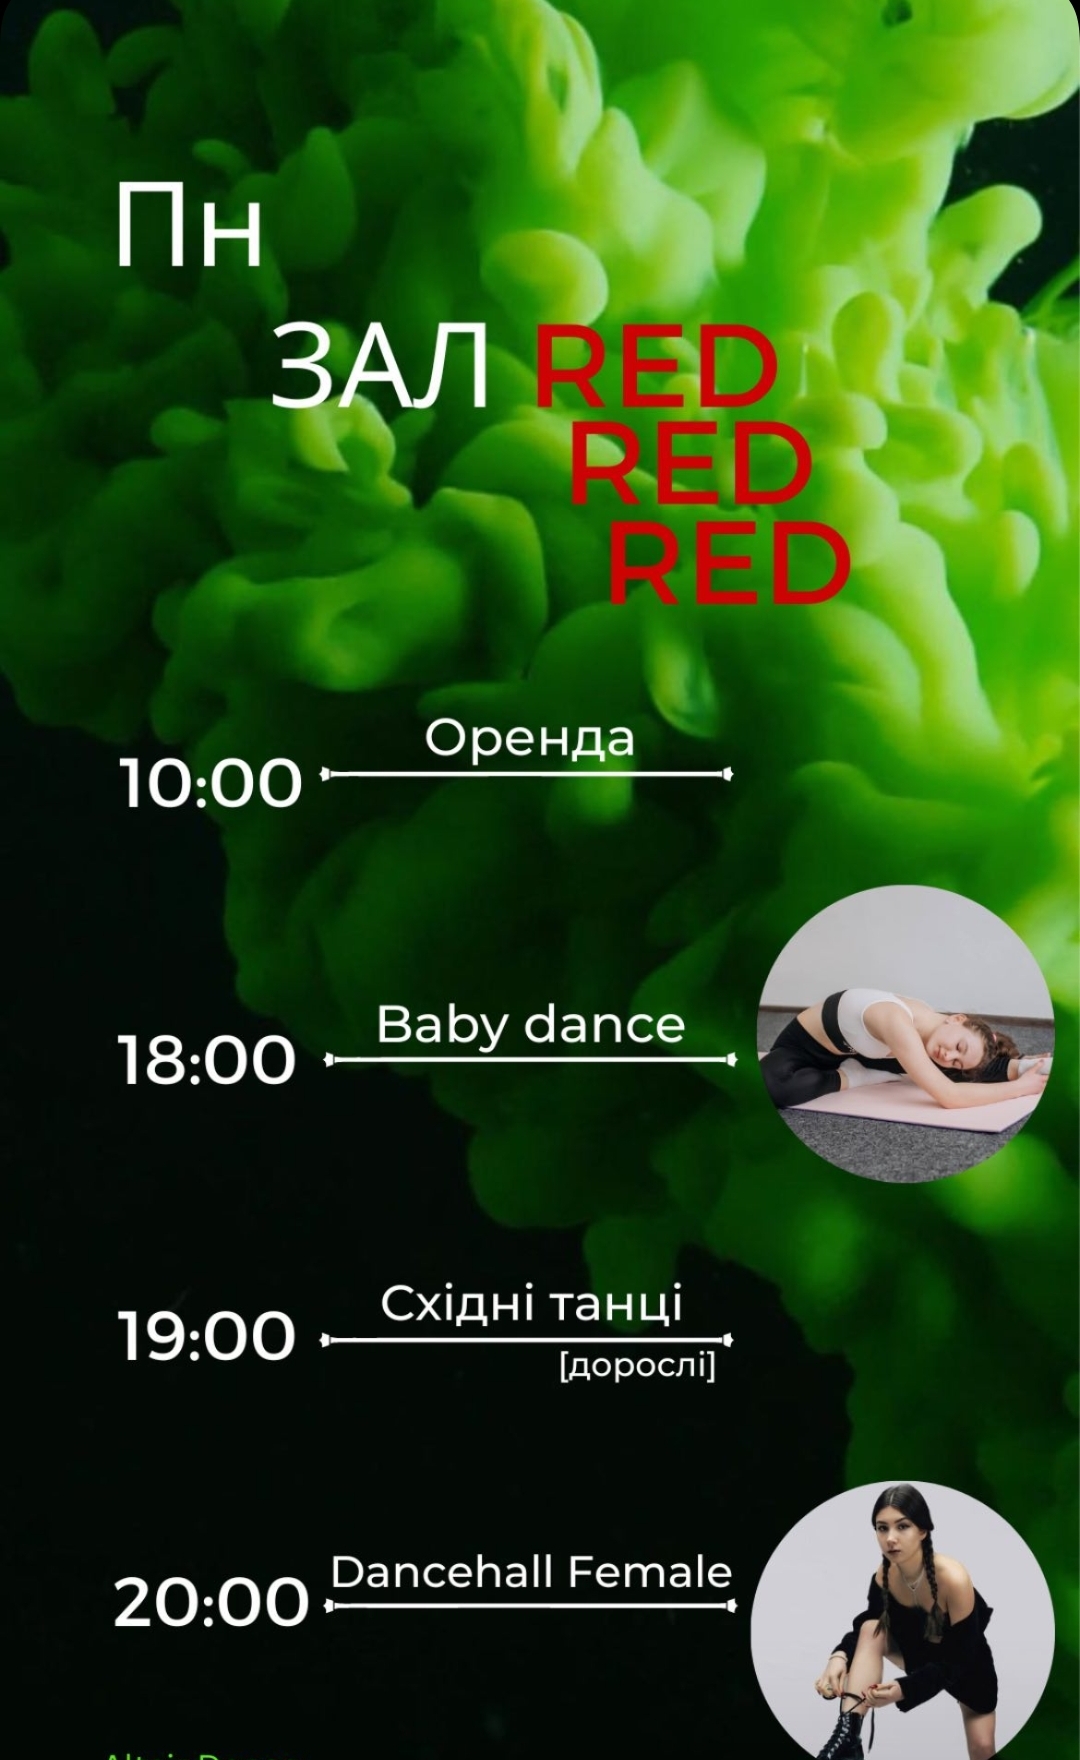 Пн
ЗАЛ RED
RED
RED
Оренда
10:00
Baby dance
18:00
Східні танці
19:00
[дорослі]
Dancehall Female
20:00